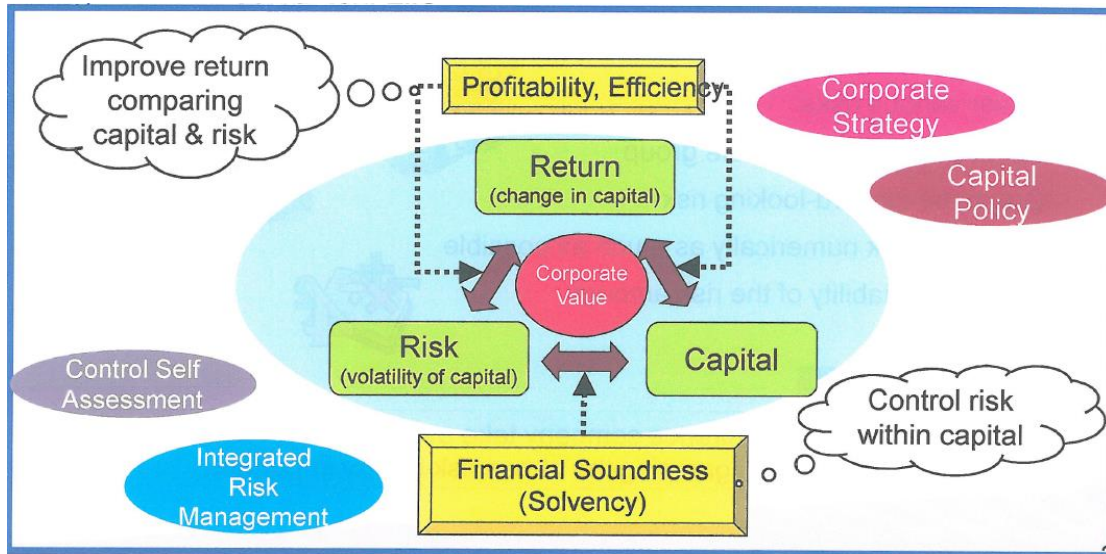 Improve return
comparing
capital & risk
Profitability, Efficiency
Corporate
Strategy
Return
(change in capital)
Capital
Policy
Corporate
Value
Risk
(volatility of capital)
Capital
Control Self
Assessment
Control risk
within capital
Integrated
Risk
Management
Financial Soundness
(Solvency)